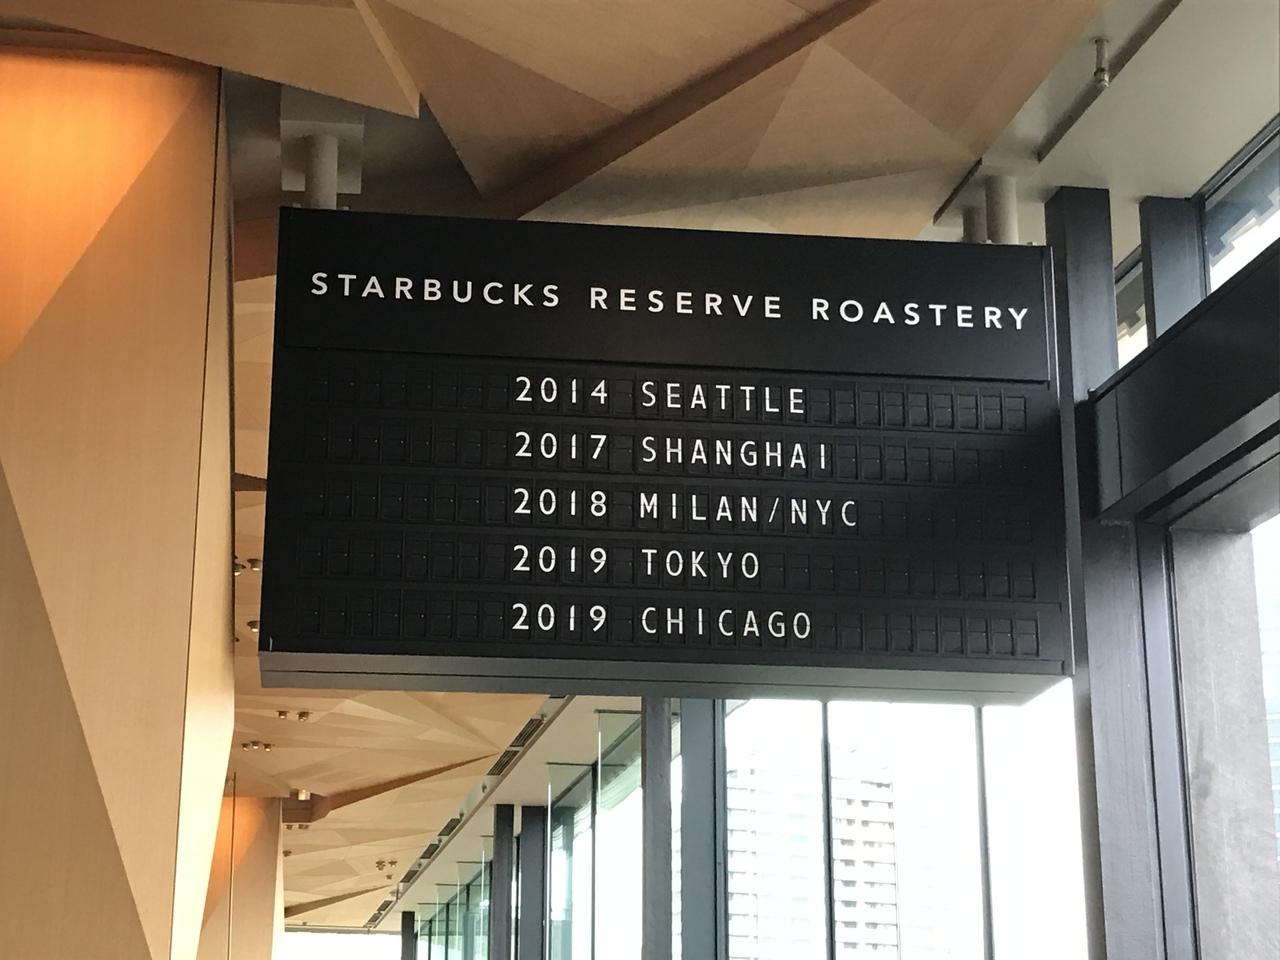 STARBUCKS RESERVE ROASTERY
2014 SEATTLE
2017 SHANGHAI
2018 MILAN/NYC
2019 TOKYO
2019 CHICAGO